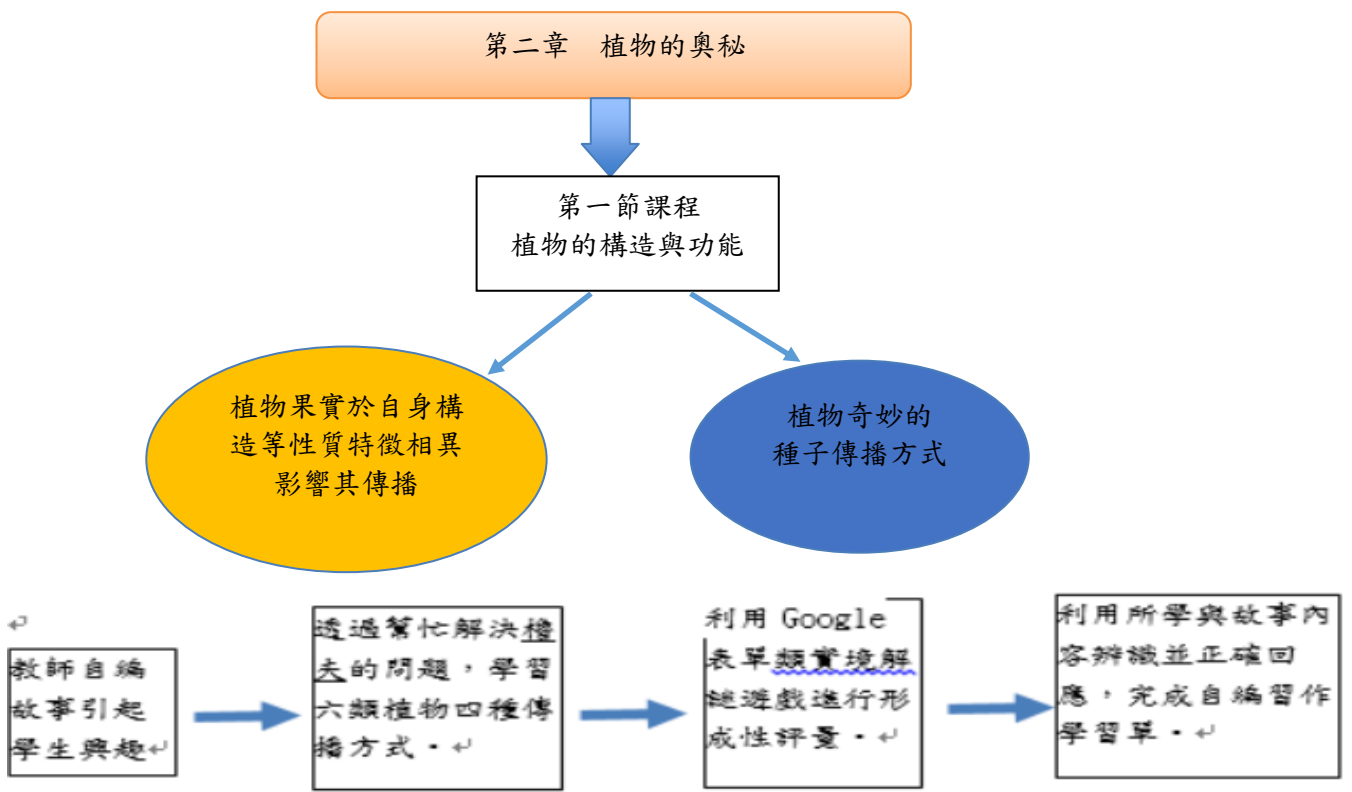 第二章　植物的奧秘
第一節課程
植物的構造與功能
植物果實於自身構
造等性質特徵相異
影響其傳播
植物奇妙的
種子傳播方式
教師自編
故事引起
學生興趣
透過幫忙解決檐
夫的問題，學習
六類植物四種傳
播方式。
利用 Google
表單類實境解
謎遊戲進行形
成性評量。
利用所學與故事內
容辨識並正確回
應，完成自編習作
學習單。